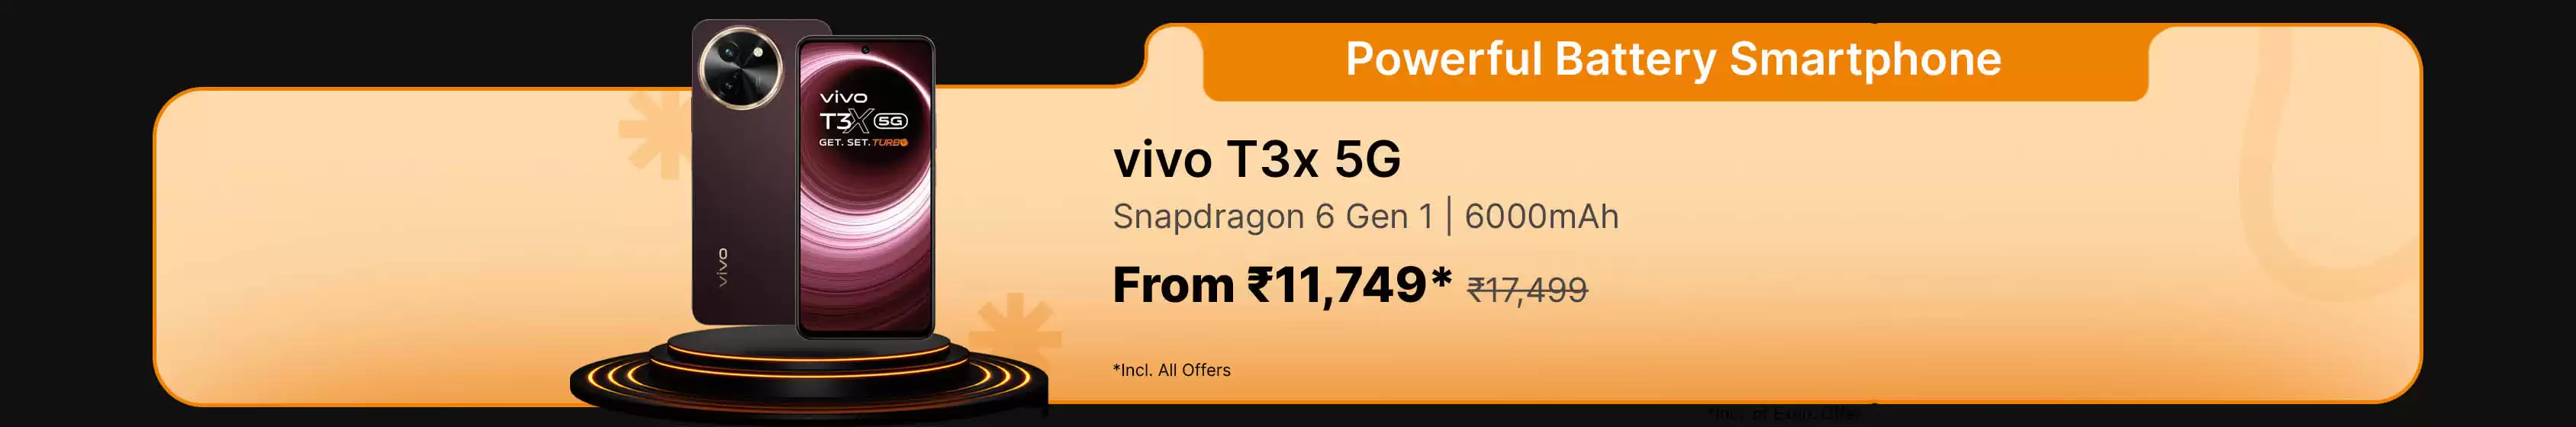 Powerful Battery Smartphone
vivo
T3X 5G
GET. SET. TURBO
vivo
vivo T3x 5G
Snapdragon 6 Gen 1 | 6000mAh
From ₹11,749* ₹17,499
*Incl. All Offers